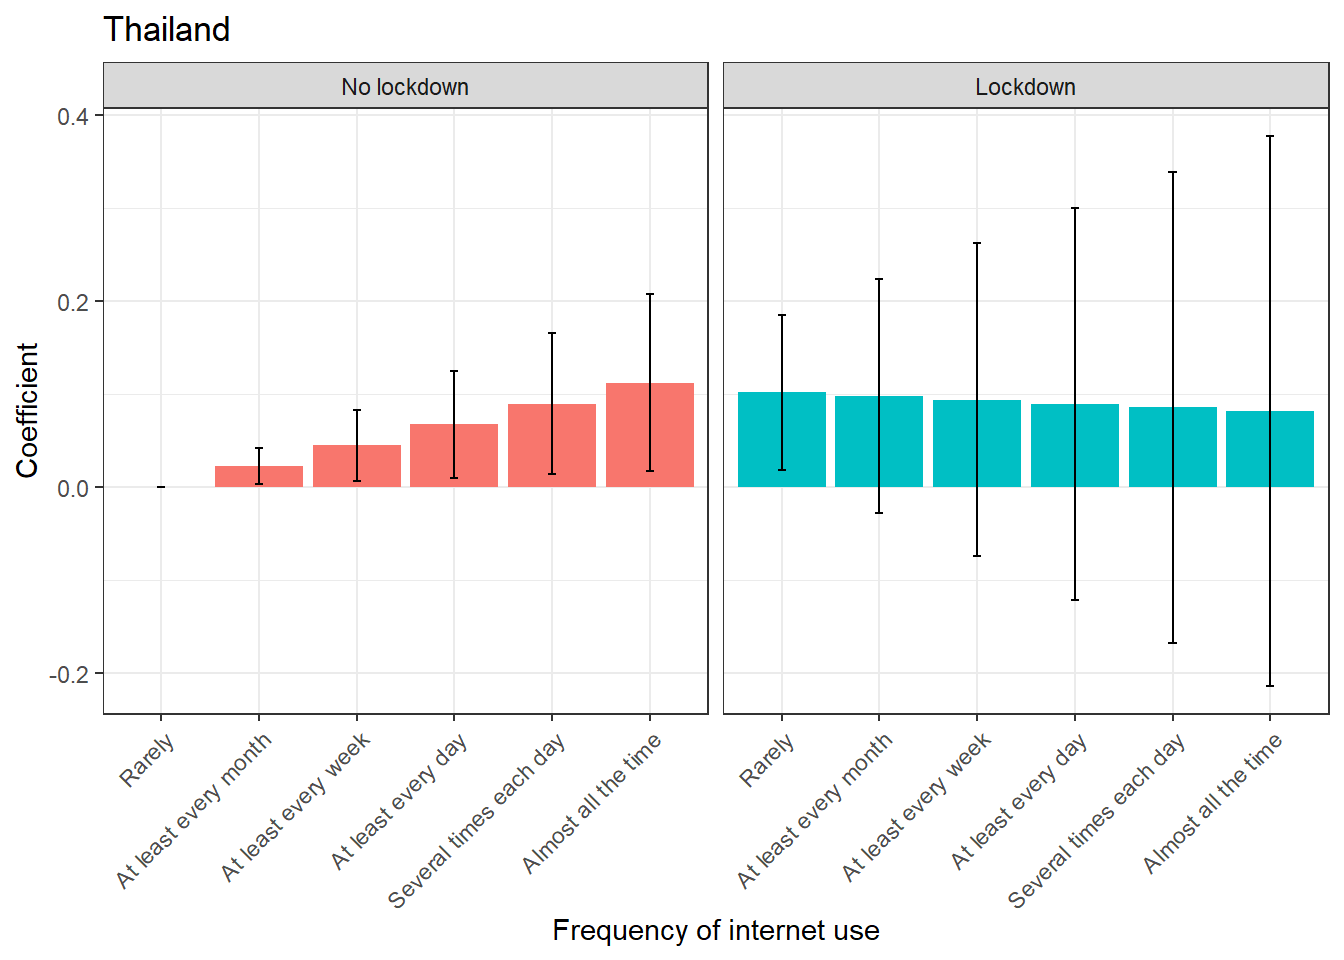 Thailand
No lockdown
Lockdown
0.4
0.2
0.0
-0.2
Coefficient
Rarely
At least every month
At least every week
At least every day
Several times each day
Almost all the time
Rarely
At least every month
At least every week
At least every day
Several times each day
Almost all the time
Frequency of internet use